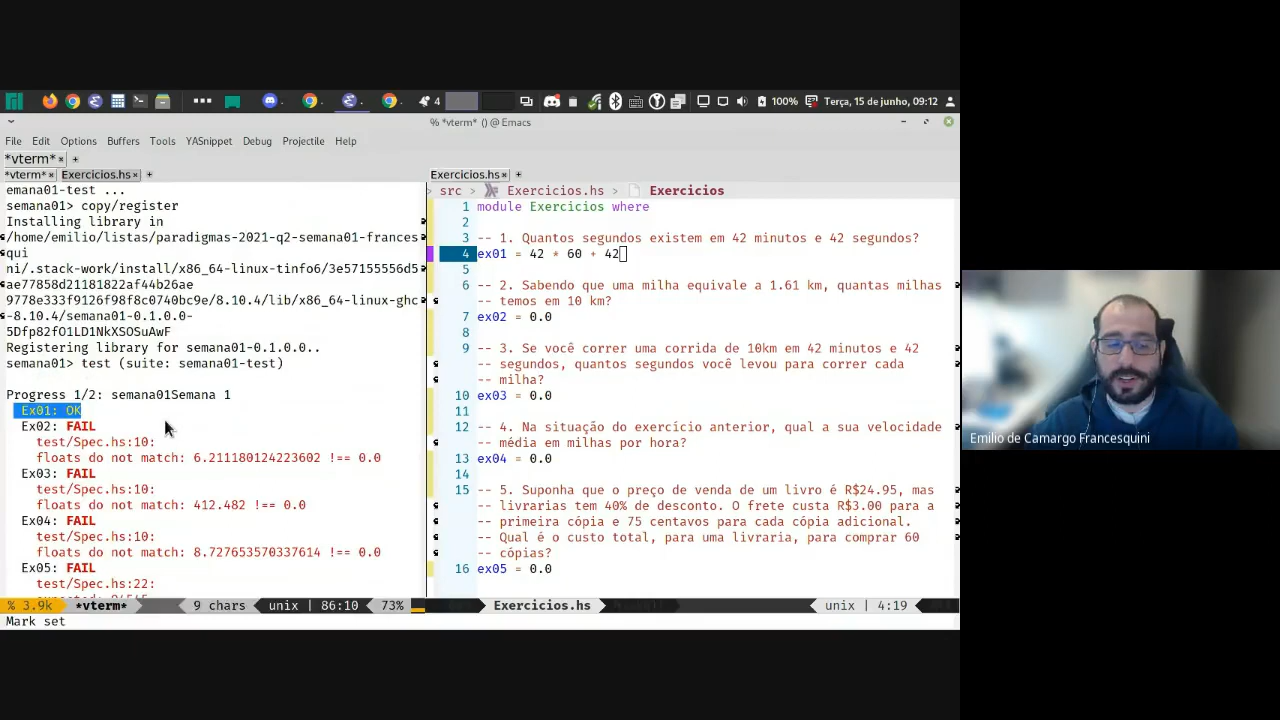 4
100%
Terça, 15 de junho, 09:12
% *vterm* () @ Emacs
File Edit Options Buffers Tools YASnippet Debug Projectile Help
*vterm* × +
*vterm* × Exercicios.hs × +
emana01-test ...
semana01> copy/register
Installing library in
/home/emilio/listas/paradigmas-2021-q2-semana01-frances
qui
ni/.stack-work/install/x86_64-linux-tinfo6/3e57155556d5
ae77858d21181822af44b26ae
9778e333f9126f98f8c0740bc9e/8.10.4/lib/x86_64-linux-ghc
-8.10.4/semana01-0.1.0.0-
5Dfp82fO1LD1NkXSOSuAwF
Registering library for semana01-0.1.0.0..
semana01> test (suite: semana01-test)
Progress 1/2: semana01Semana 1
Ex01: OK
Ex02: FAIL
test/Spec.hs:10:
floats do not match: 6.211180124223602 !== 0.0
Ex03: FAIL
test/Spec.hs:10:
floats do not match: 412.482 !== 0.0
Ex04: FAIL
test/Spec.hs:10:
floats do not match: 8.727653570337614 !== 0.0
Ex05: FAIL
test/Spec.hs:22:
% 3.9k *vterm* 9 chars unix | 86:10 73%
Mark set
Exercicios.hs × +
> src > Exercicios.hs > Exercicios
1 module Exercicios where
2
3 -- 1. Quantos segundos existem em 42 minutos e 42 segundos?
4 ex01 = 42 * 60 + 42
5
6 -- 2. Sabendo que uma milha equivale a 1.61 km, quantas milhas
-- temos em 10 km?
7 ex02 = 0.0
8
9 -- 3. Se você correr uma corrida de 10km em 42 minutos e 42
-- segundos, quantos segundos você levou para correr cada
-- milha?
10 ex03 = 0.0
11
12 -- 4. Na situação do exercício anterior, qual a sua velocidade
-- média em milhas por hora?
13 ex04 = 0.0
14
15 -- 5. Suponha que o preço de venda de um livro é R$24.95, mas
-- livrarias tem 40% de desconto. O frete custa R$3.00 para a
-- primeira cópia e 75 centavos para cada cópia adicional.
-- Qual é o custo total, para uma livraria, para comprar 60
-- cópias?
16 ex05 = 0.0
Exercicios.hs unix | 4:19
Emilio de Camargo Francesquini